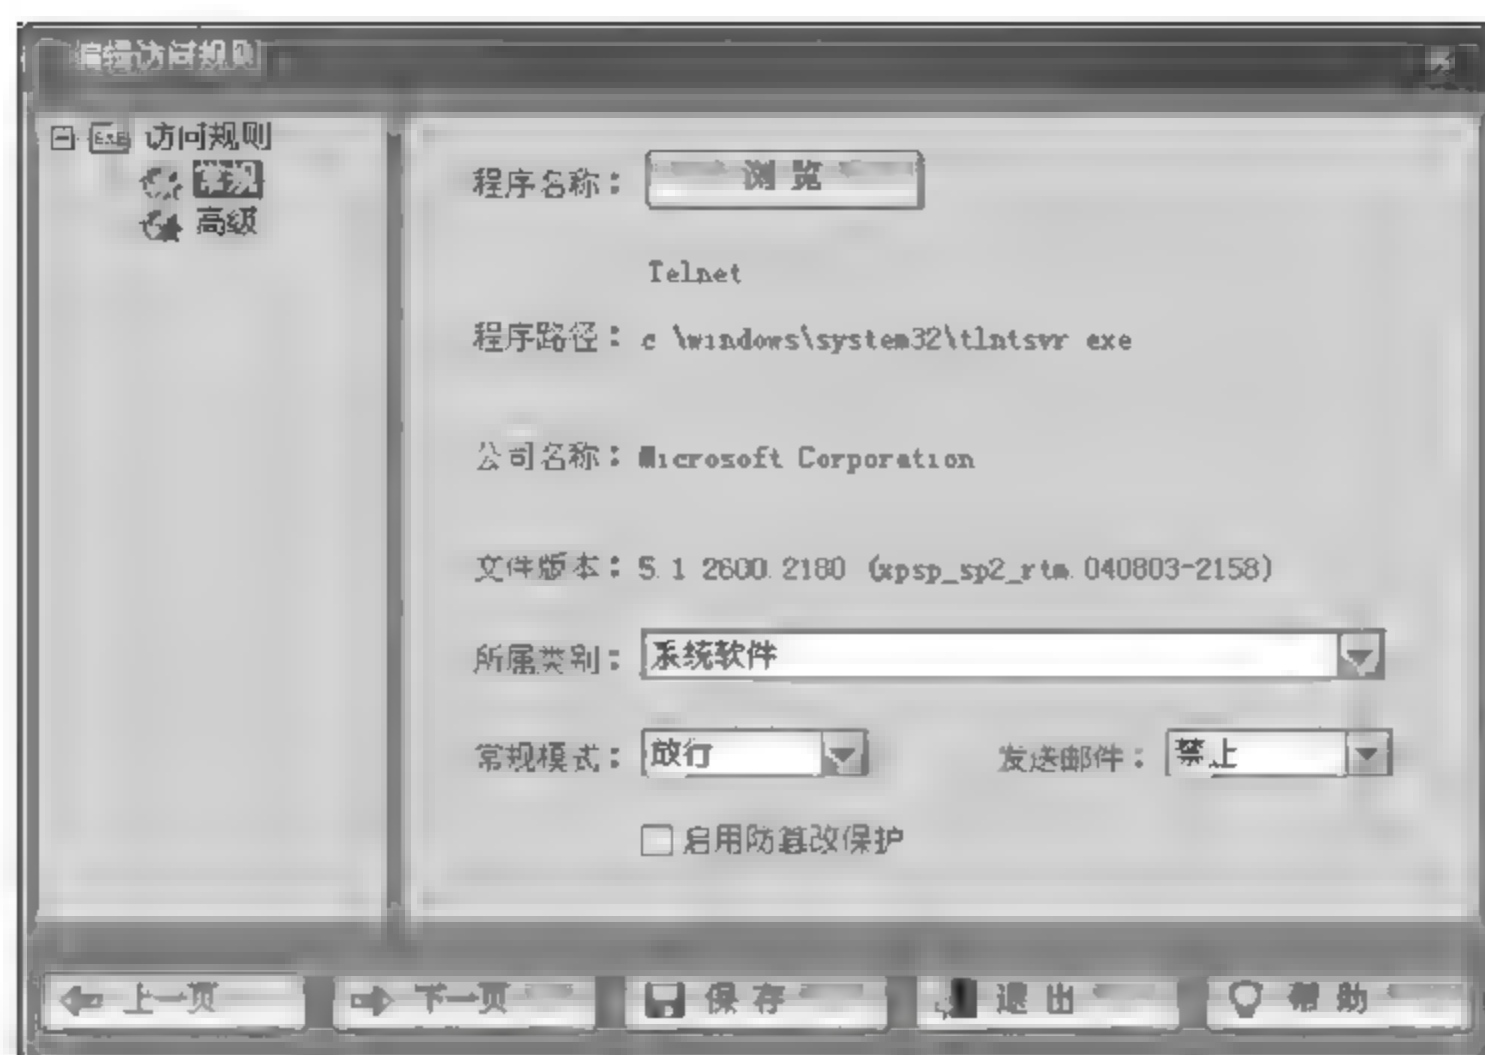 编辑访问规则
访问规则
常规
高级
程序名称：浏览
Telnet
程序路径：c \windows\system32\tlntsvr exe
公司名称：Microsoft Corporation
文件版本：5.1 2600.2180 (xpsp_sp2_rtm.040803-2158)
所属类别：系统软件
常规模式：放行 发送邮件：禁止
启用防篡改保护
上一页 下一页 保存 退出 帮助